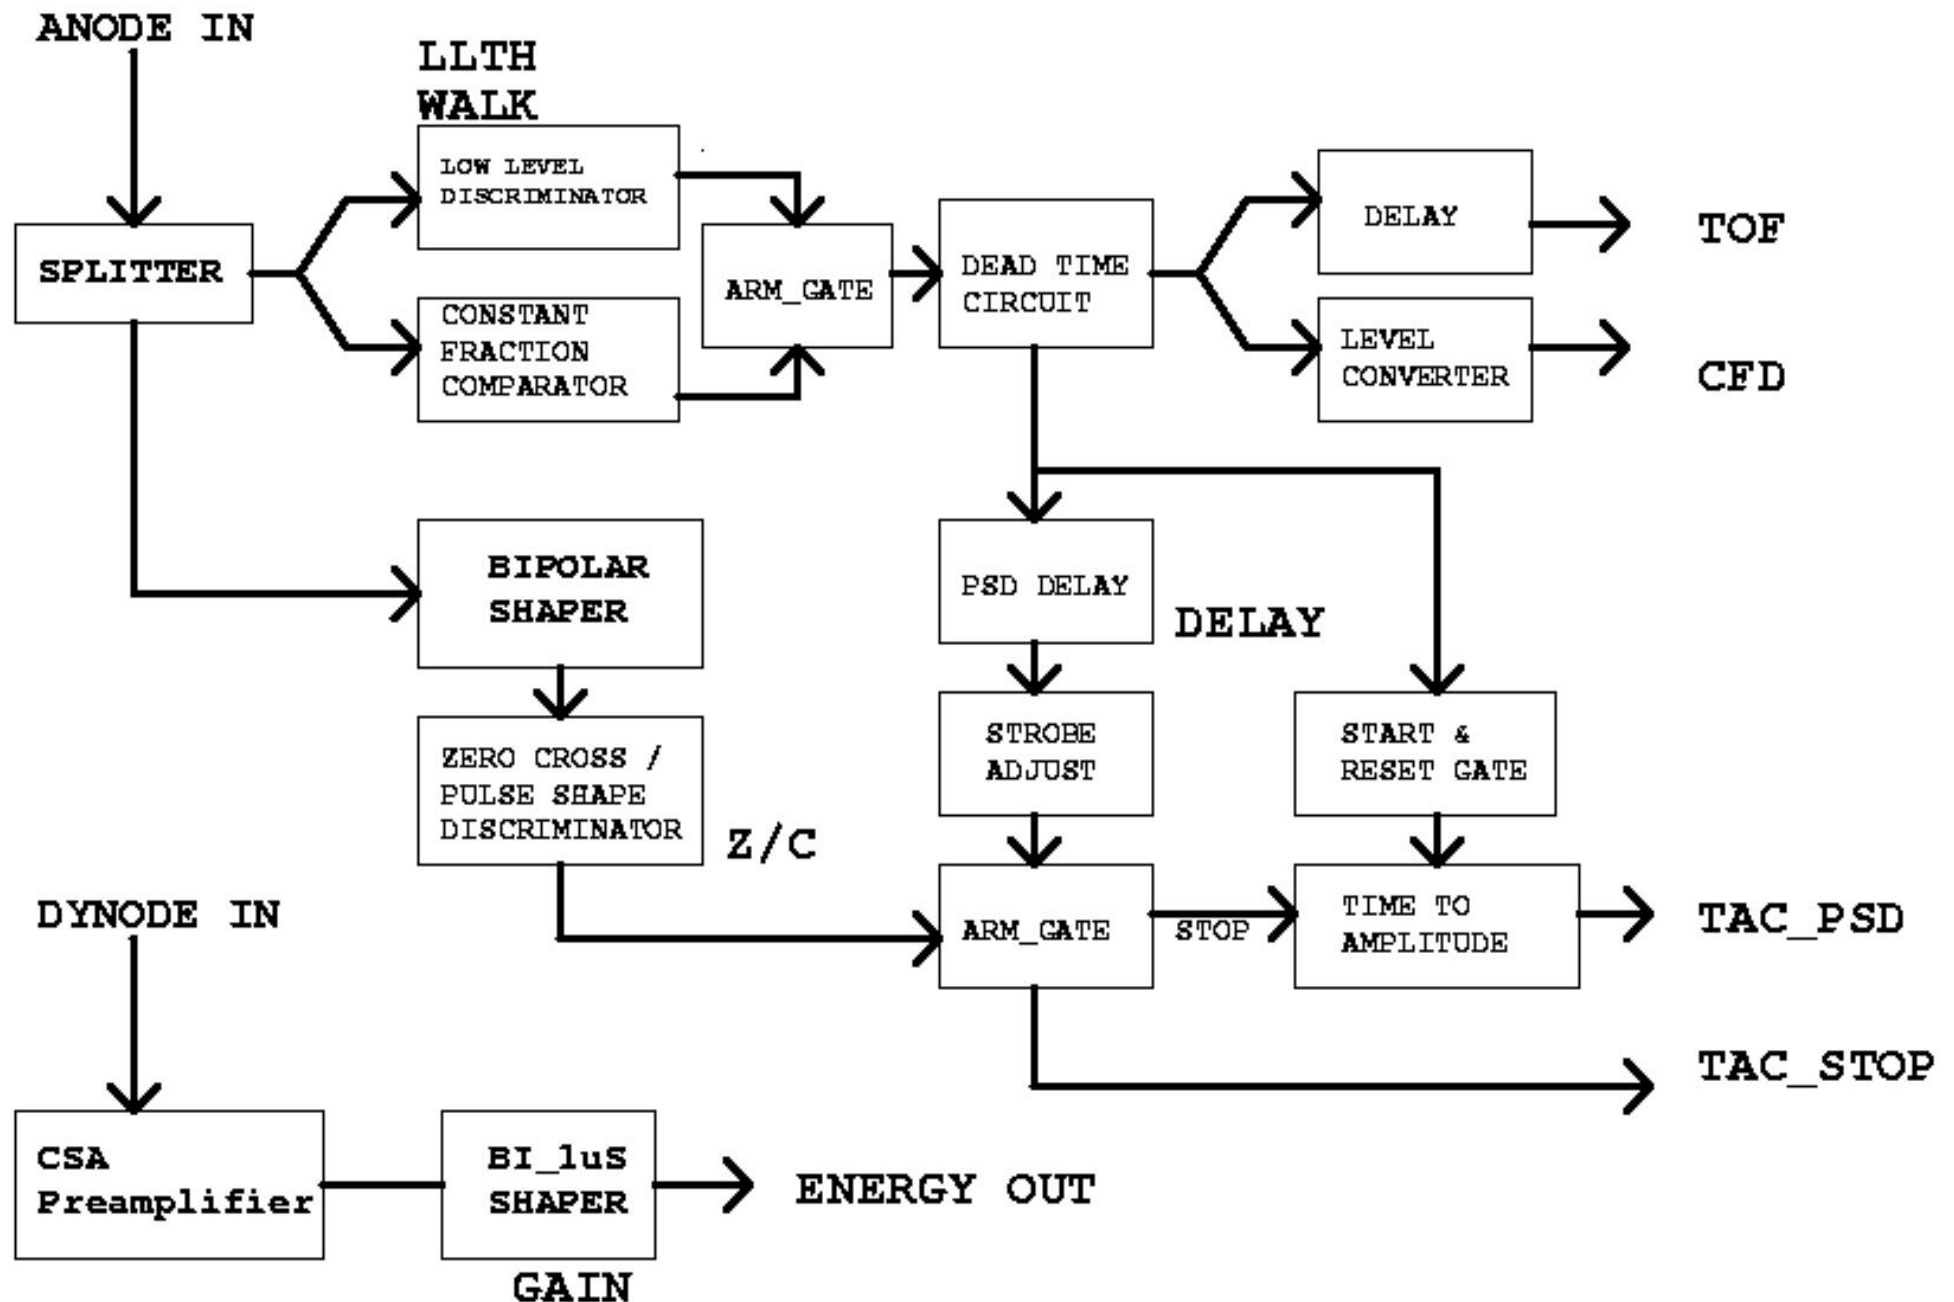 ANODE IN
LLTH
WALK
LOW LEVEL
DISCRIMINATOR
SPLITTER
CONSTANT
FRACTION
COMPARATOR
ARM_GATE
DEAD TIME
CIRCUIT
DELAY
TOF
LEVEL
CONVERTER
CFD
BIPOLAR
SHAPER
PSD DELAY
DELAY
ZERO CROSS /
PULSE SHAPE
DISCRIMINATOR
Z/C
STROBE
ADJUST
START &
RESET GATE
DYNODE IN
ARM_GATE
STOP
TIME TO
AMPLITUDE
TAC_PSD
TAC_STOP
CSA
Preamplifier
BI_1uS
SHAPER
ENERGY OUT
GAIN